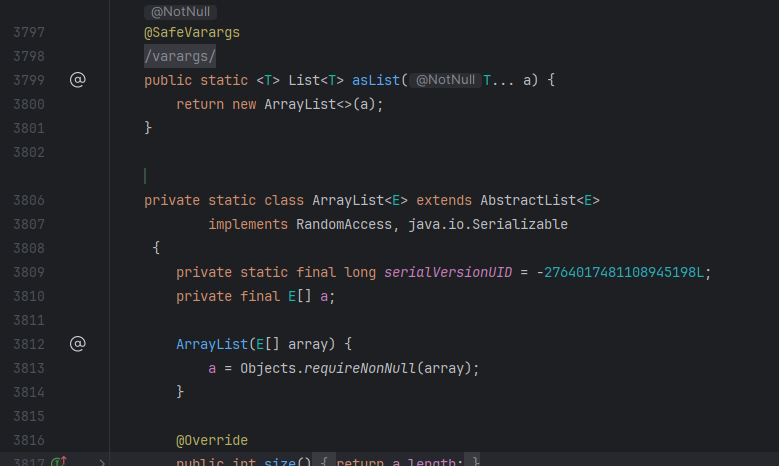 @NotNull
3797 @SafeVarargs
3798 /varargs/
3799 @ public static <T> List<T> asList( @NotNull T... a) {
3800 return new ArrayList<>(a);
3801 }
3802
3806 private static class ArrayList<E> extends AbstractList<E>
3807 implements RandomAccess, java.io.Serializable
3808 {
3809 private static final long serialVersionUID = -2764017481108945198L;
3810 private final E[] a;
3811
3812 @ ArrayList(E[] array) {
3813 a = Objects.requireNonNull(array);
3814 }
3815
3816 @Override
3817 public int size() { return a.length; }